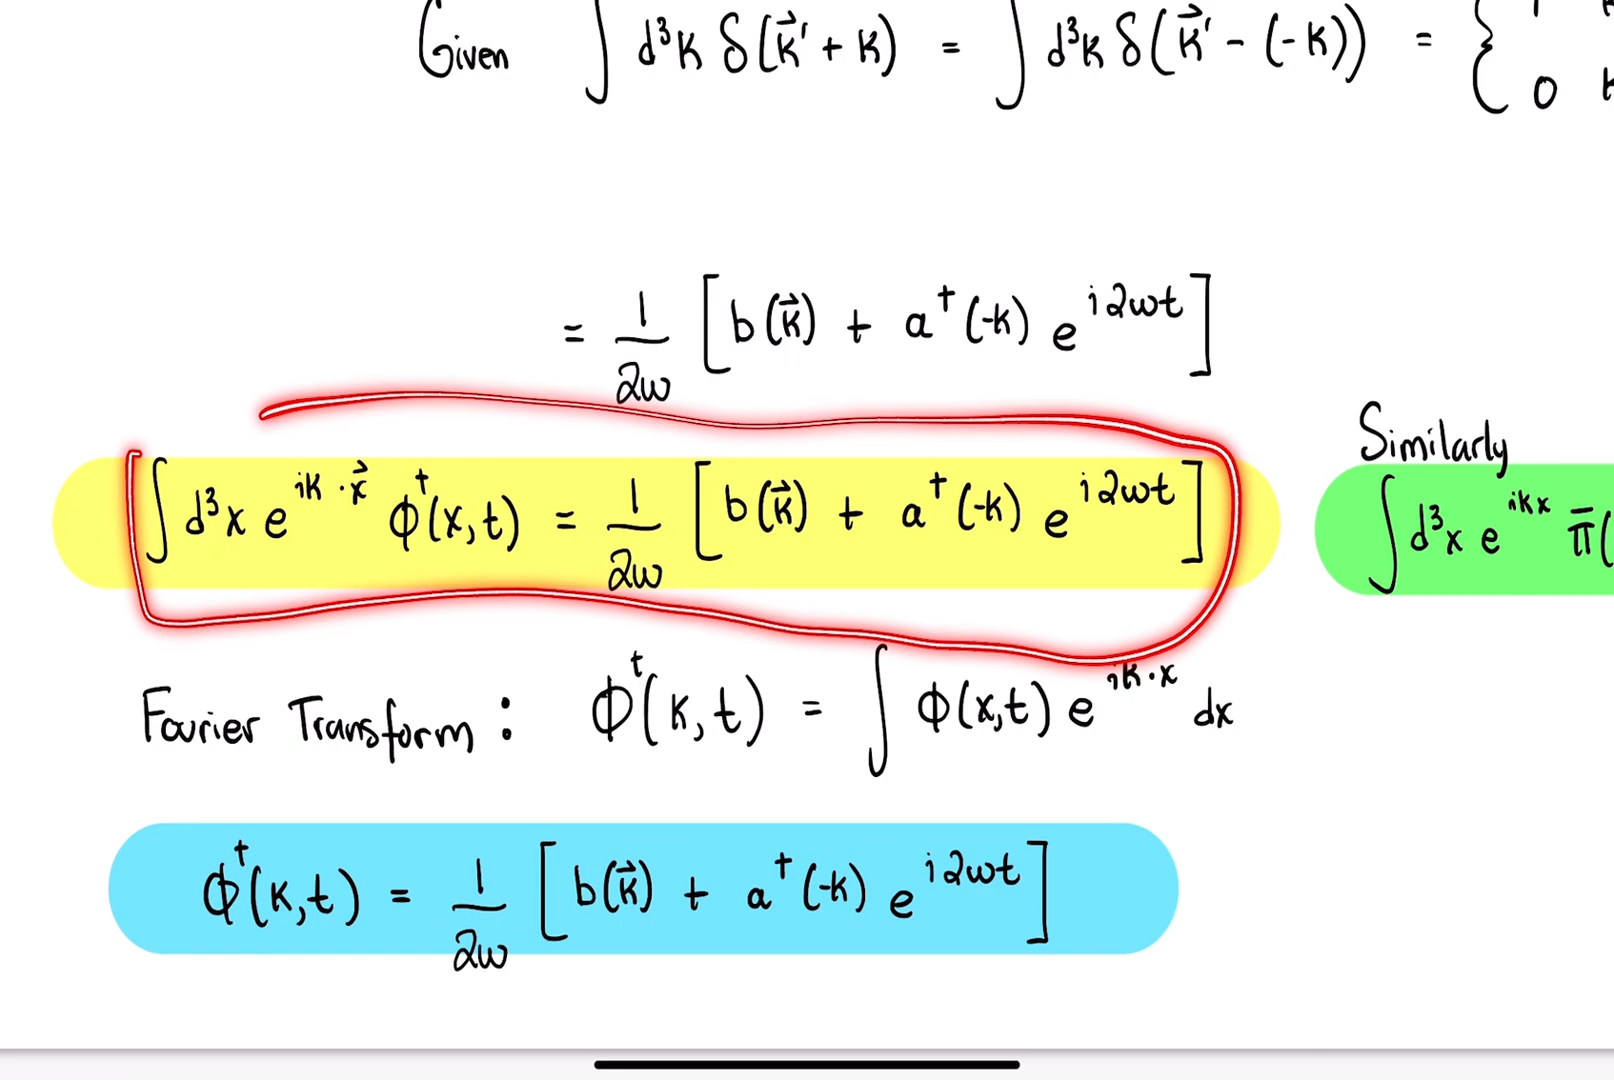 Given ∫ d³k δ(k⃗' + k) = ∫ d³k δ(k⃗' - (-k)) = {
0
= 1/2ω [b(k⃗) + a†(-k) e^{i2ωt}]
Similarly
∫ d³x e^{ik·x⃗} ϕ†(x,t) = 1/2ω [b(k⃗) + a†(-k) e^{i2ωt}]
∫ d³x e^{ikx} π̄(
Fourier Transform : ϕ†(k,t) = ∫ ϕ(x,t) e^{ik·x} dx
ϕ†(k,t) = 1/2ω [b(k⃗) + a†(-k) e^{i2ωt}]